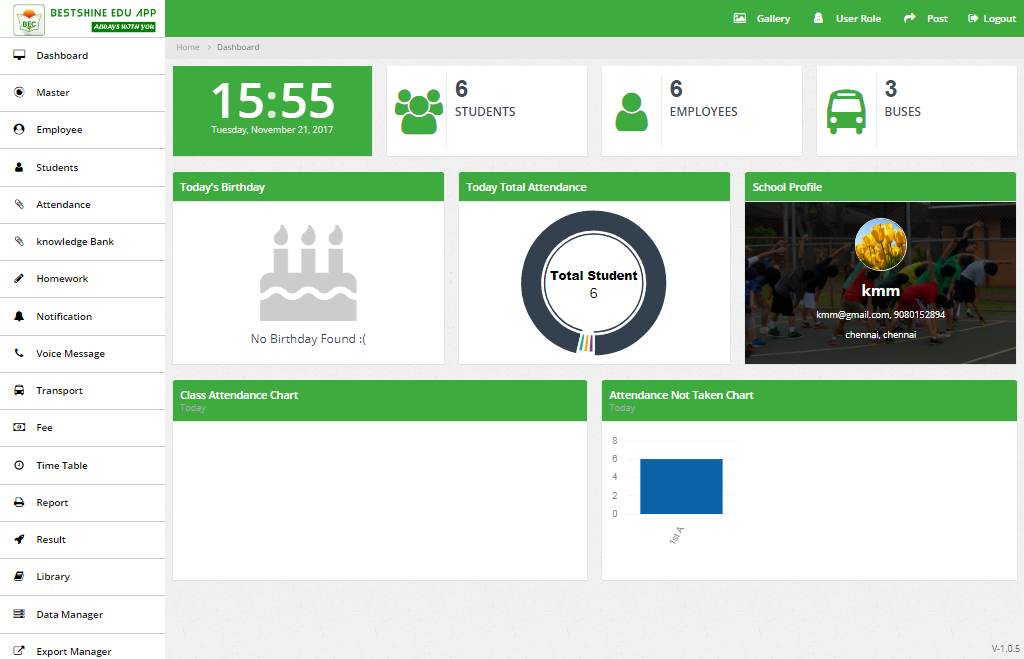 BESTSHINE EDU APP
ALWAYS WITH YOU
BEC
Gallery
User Role
Post
Logout
Home > Dashboard
Dashboard
Master
Employee
Students
Attendance
knowledge Bank
Homework
Notification
Voice Message
Transport
Fee
Time Table
Report
Result
Library
Data Manager
Export Manager
15:55
Tuesday, November 21, 2017
6
STUDENTS
6
EMPLOYEES
3
BUSES
Today's Birthday
No Birthday Found :(
Today Total Attendance
Total Student
6
School Profile
kmm
kmm@gmail.com, 9080152894
chennai, chennai
Class Attendance Chart
Today
Attendance Not Taken Chart
Today
8
6
4
2
0
1st A
V-1.0.5